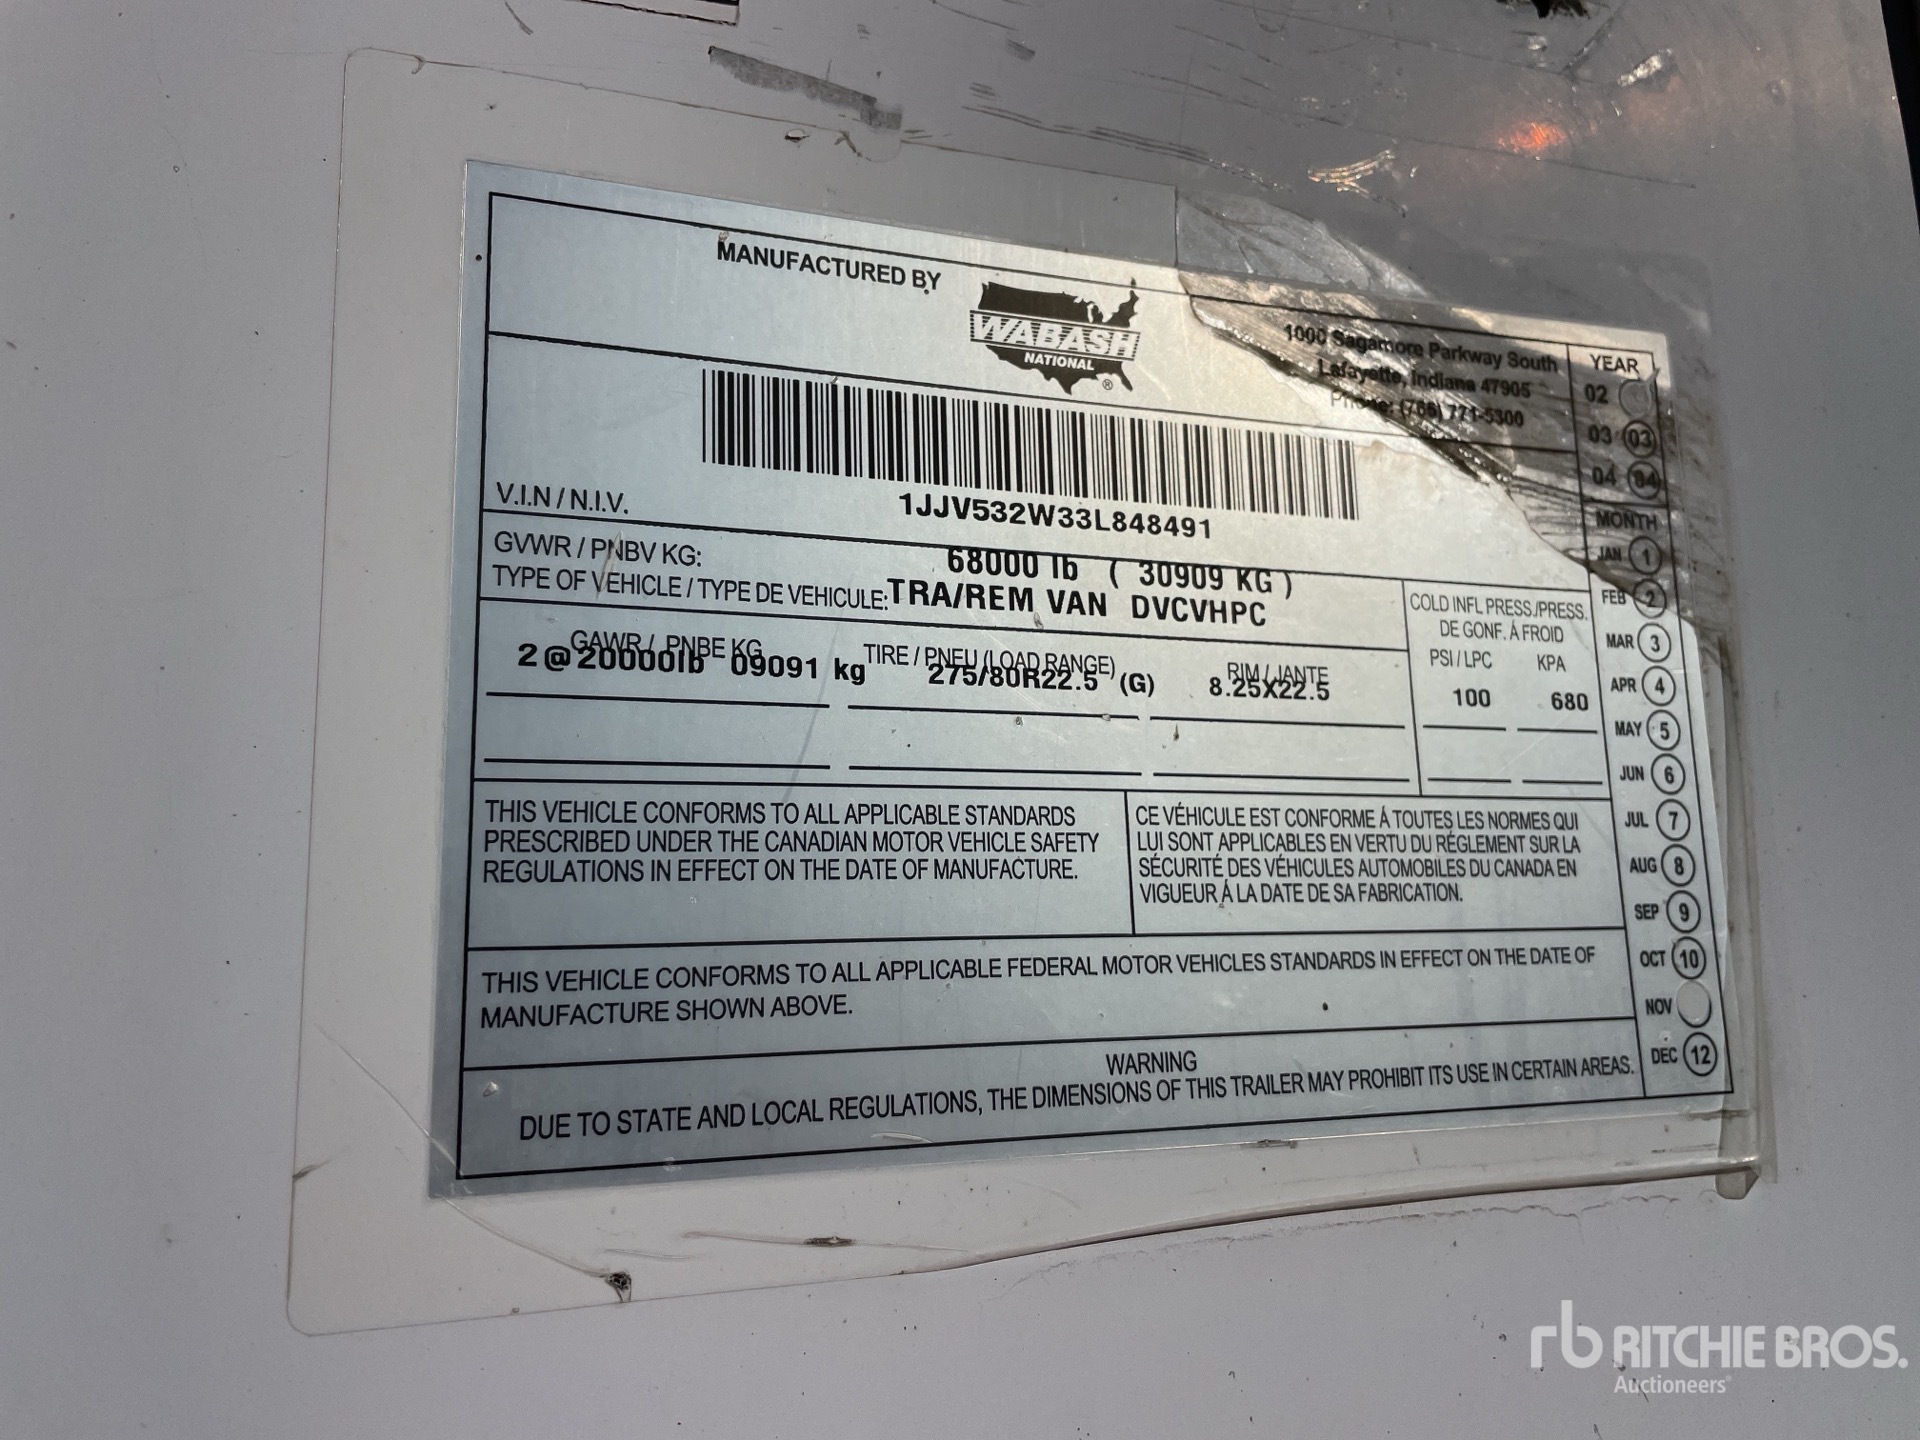 MANUFACTURED BY
WABASH
NATIONAL
®
1000 Sagamore Parkway South
Lafayette, Indiana 47905
Phone: (765) 771-5300
V.I.N / N.I.V.
1JJV532W33L848491
GVWR / PNBV KG:
68000 lb ( 30909 KG )
TYPE OF VEHICLE / TYPE DE VEHICULE: TRA/REM VAN DVCVHPC
GAWR / PNBE KG
2 @ 20000lb 09091 kg
TIRE / PNEU (LOAD RANGE)
275/80R22.5 (G)
RIM / JANTE
8.25X22.5
COLD INFL PRESS./PRESS.
DE GONF. Á FROID
PSI / LPC KPA
100 680
THIS VEHICLE CONFORMS TO ALL APPLICABLE STANDARDS
PRESCRIBED UNDER THE CANADIAN MOTOR VEHICLE SAFETY
REGULATIONS IN EFFECT ON THE DATE OF MANUFACTURE.
CE VÉHICULE EST CONFORME Á TOUTES LES NORMES QUI
LUI SONT APPLICABLES EN VERTU DU RÉGLEMENT SUR LA
SÉCURITÉ DES VÉHICULES AUTOMOBILES DU CANADA EN
VIGUEUR Á LA DATE DE SA FABRICATION.
THIS VEHICLE CONFORMS TO ALL APPLICABLE FEDERAL MOTOR VEHICLES STANDARDS IN EFFECT ON THE DATE OF
MANUFACTURE SHOWN ABOVE.
WARNING
DUE TO STATE AND LOCAL REGULATIONS, THE DIMENSIONS OF THIS TRAILER MAY PROHIBIT ITS USE IN CERTAIN AREAS.
YEAR
02
03 03
04 04
MONTH
JAN 1
FEB 2
MAR 3
APR 4
MAY 5
JUN 6
JUL 7
AUG 8
SEP 9
OCT 10
NOV
DEC 12
rb RITCHIE BROS.
Auctioneers